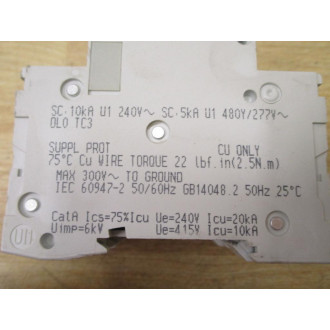 SC:10kA U1 240V~ SC:5kA U1 480Y/277V~
OL0 TC3
SUPPL PROT CU ONLY
75°C Cu WIRE TORQUE 22 lbf.in(2.5N.m)
MAX 300V~ TO GROUND
IEC 60947-2 50/60Hz GB14048.2 50Hz 25°C
CatA Ics=75%Icu Ue=240V Icu=20kA
Uimp=6kV Ue=415V Icu=10kA